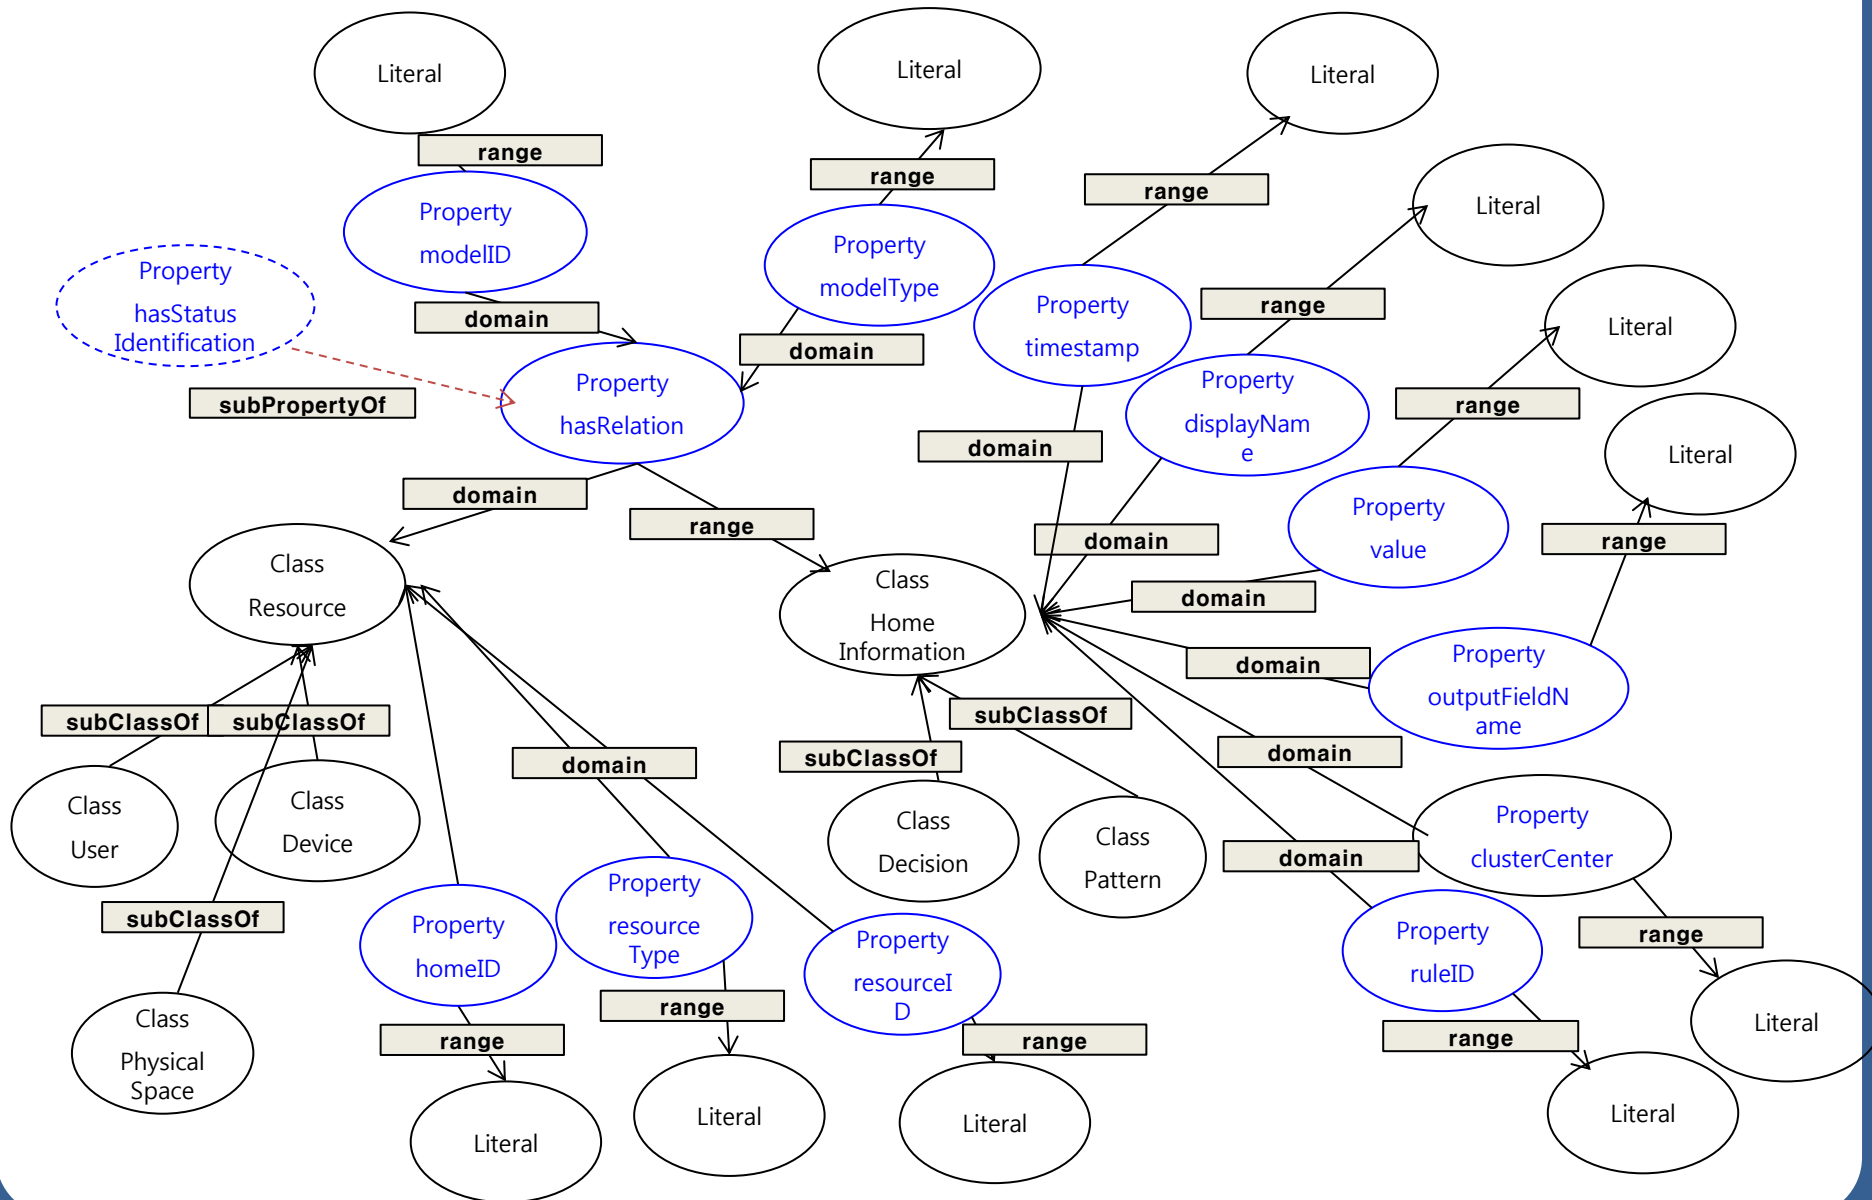 Literal
Literal
Literal
range
range
range
Literal
Property
modelID
Property
modelType
Property
hasStatus
Identification
domain
Property
timestamp
range
Literal
domain
Property
hasRelation
Property
displayNam
e
range
Literal
subPropertyOf
domain
domain
range
domain
Property
value
range
Class
Resource
Class
Home
Information
domain
domain
Property
outputFieldN
ame
subClassOf
subClassOf
domain
subClassOf
subClassOf
domain
Class
User
Class
Device
Class
Decision
Class
Pattern
domain
Property
clusterCenter
subClassOf
Property
homeID
Property
resource
Type
Property
resourceI
D
Property
ruleID
range
Class
Physical
Space
range
range
range
range
Literal
Literal
Literal
Literal
Literal